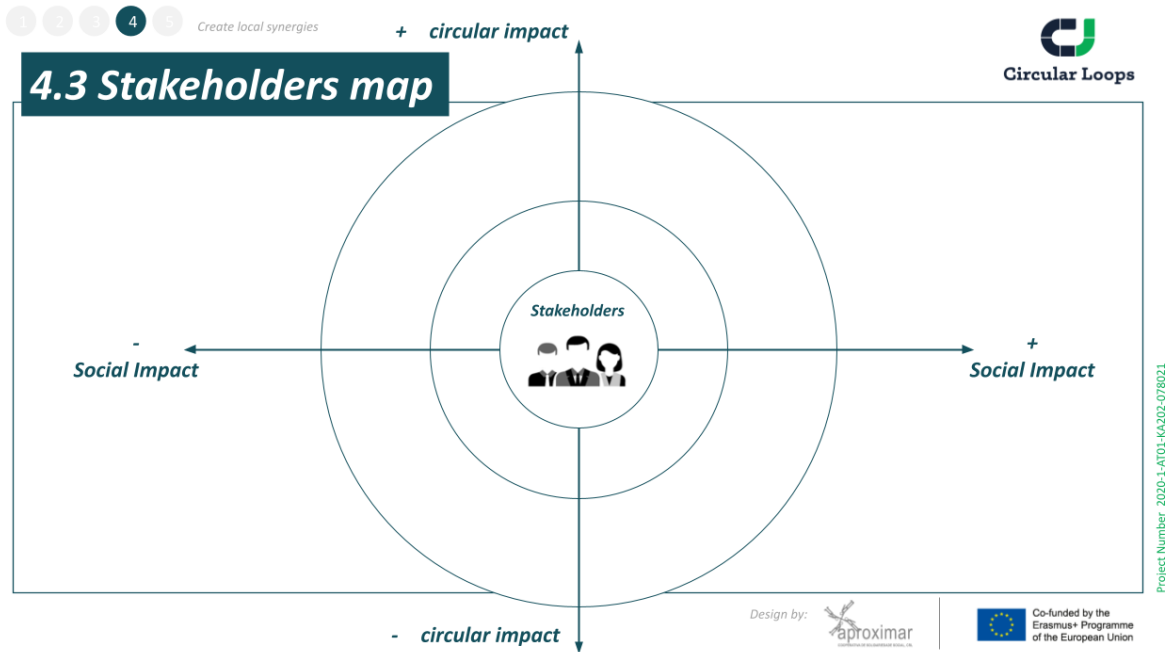 1 2 3 4 5
Create local synergies
+ circular impact
4.3 Stakeholders map
Circular Loops
Stakeholders
-
Social Impact
+
Social Impact
Project Number 2020-1-AT01-KA202-078021
- circular impact
Design by:
aproximar
Co-funded by the
Erasmus+ Programme
of the European Union